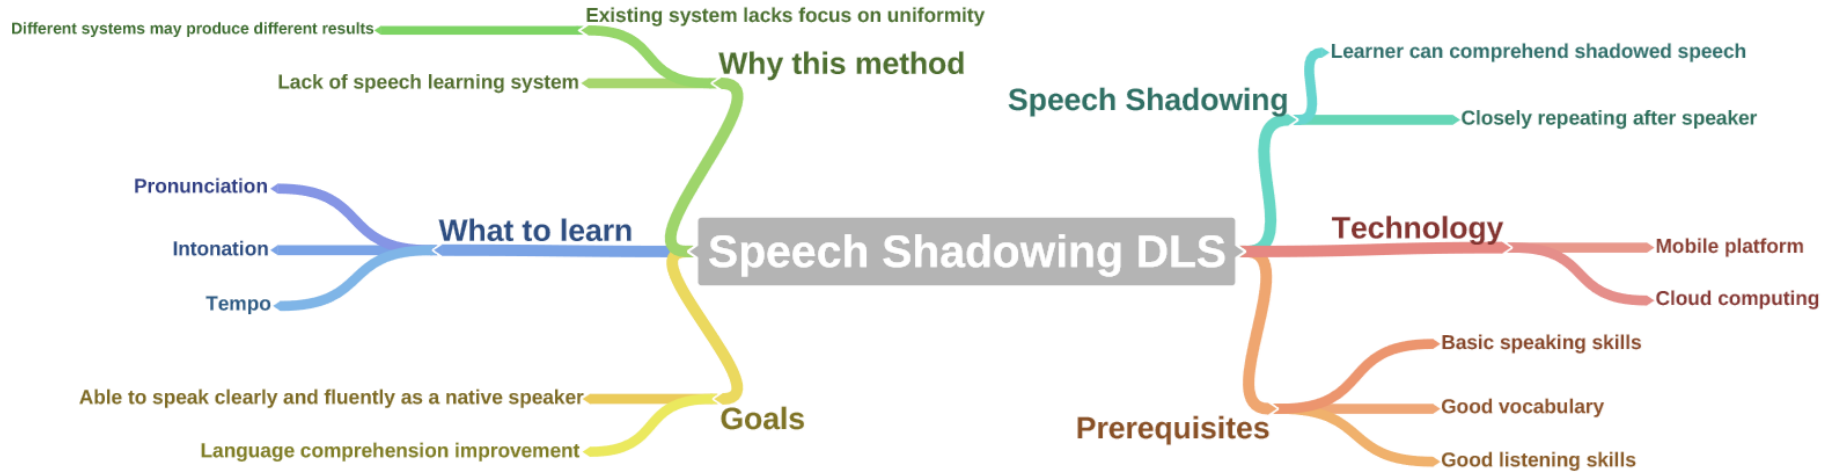 Speech Shadowing DLS
Why this method
Existing system lacks focus on uniformity
Different systems may produce different results
Lack of speech learning system
What to learn
Pronunciation
Intonation
Tempo
Goals
Able to speak clearly and fluently as a native speaker
Language comprehension improvement
Speech Shadowing
Learner can comprehend shadowed speech
Closely repeating after speaker
Technology
Mobile platform
Cloud computing
Prerequisites
Basic speaking skills
Good vocabulary
Good listening skills